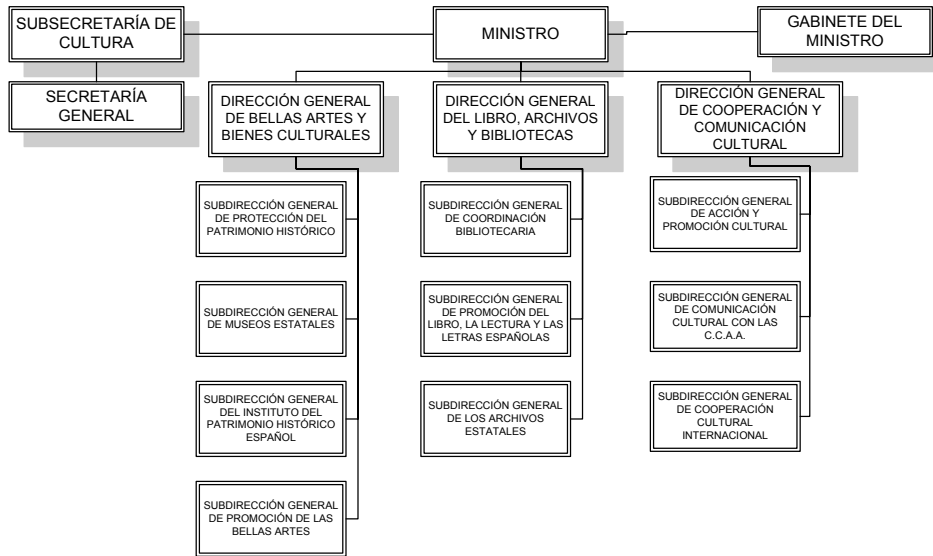 SUBSECRETARÍA DE
CULTURA
MINISTRO
GABINETE DEL
MINISTRO
SECRETARÍA
GENERAL
DIRECCIÓN GENERAL
DE BELLAS ARTES Y
BIENES CULTURALES
DIRECCIÓN GENERAL
DEL LIBRO, ARCHIVOS
Y BIBLIOTECAS
DIRECCIÓN GENERAL
DE COOPERACIÓN Y
COMUNICACIÓN
CULTURAL
SUBDIRECCIÓN GENERAL
DE PROTECCIÓN DEL
PATRIMONIO HISTÓRICO
SUBDIRECCIÓN GENERAL
DE MUSEOS ESTATALES
SUBDIRECCIÓN GENERAL
DEL INSTITUTO DEL
PATRIMONIO HISTÓRICO
ESPAÑOL
SUBDIRECCIÓN GENERAL
DE PROMOCIÓN DE LAS
BELLAS ARTES
SUBDIRECCIÓN GENERAL
DE COORDINACIÓN
BIBLIOTECARIA
SUBDIRECCIÓN GENERAL
DE PROMOCIÓN DEL
LIBRO, LA LECTURA Y LAS
LETRAS ESPAÑOLAS
SUBDIRECCIÓN GENERAL
DE LOS ARCHIVOS
ESTATALES
SUBDIRECCIÓN GENERAL
DE ACCIÓN Y
PROMOCIÓN CULTURAL
SUBDIRECCIÓN GENERAL
DE COMUNICACIÓN
CULTURAL CON LAS
C.C.A.A.
SUBDIRECCIÓN GENERAL
DE COOPERACIÓN
CULTURAL
INTERNACIONAL